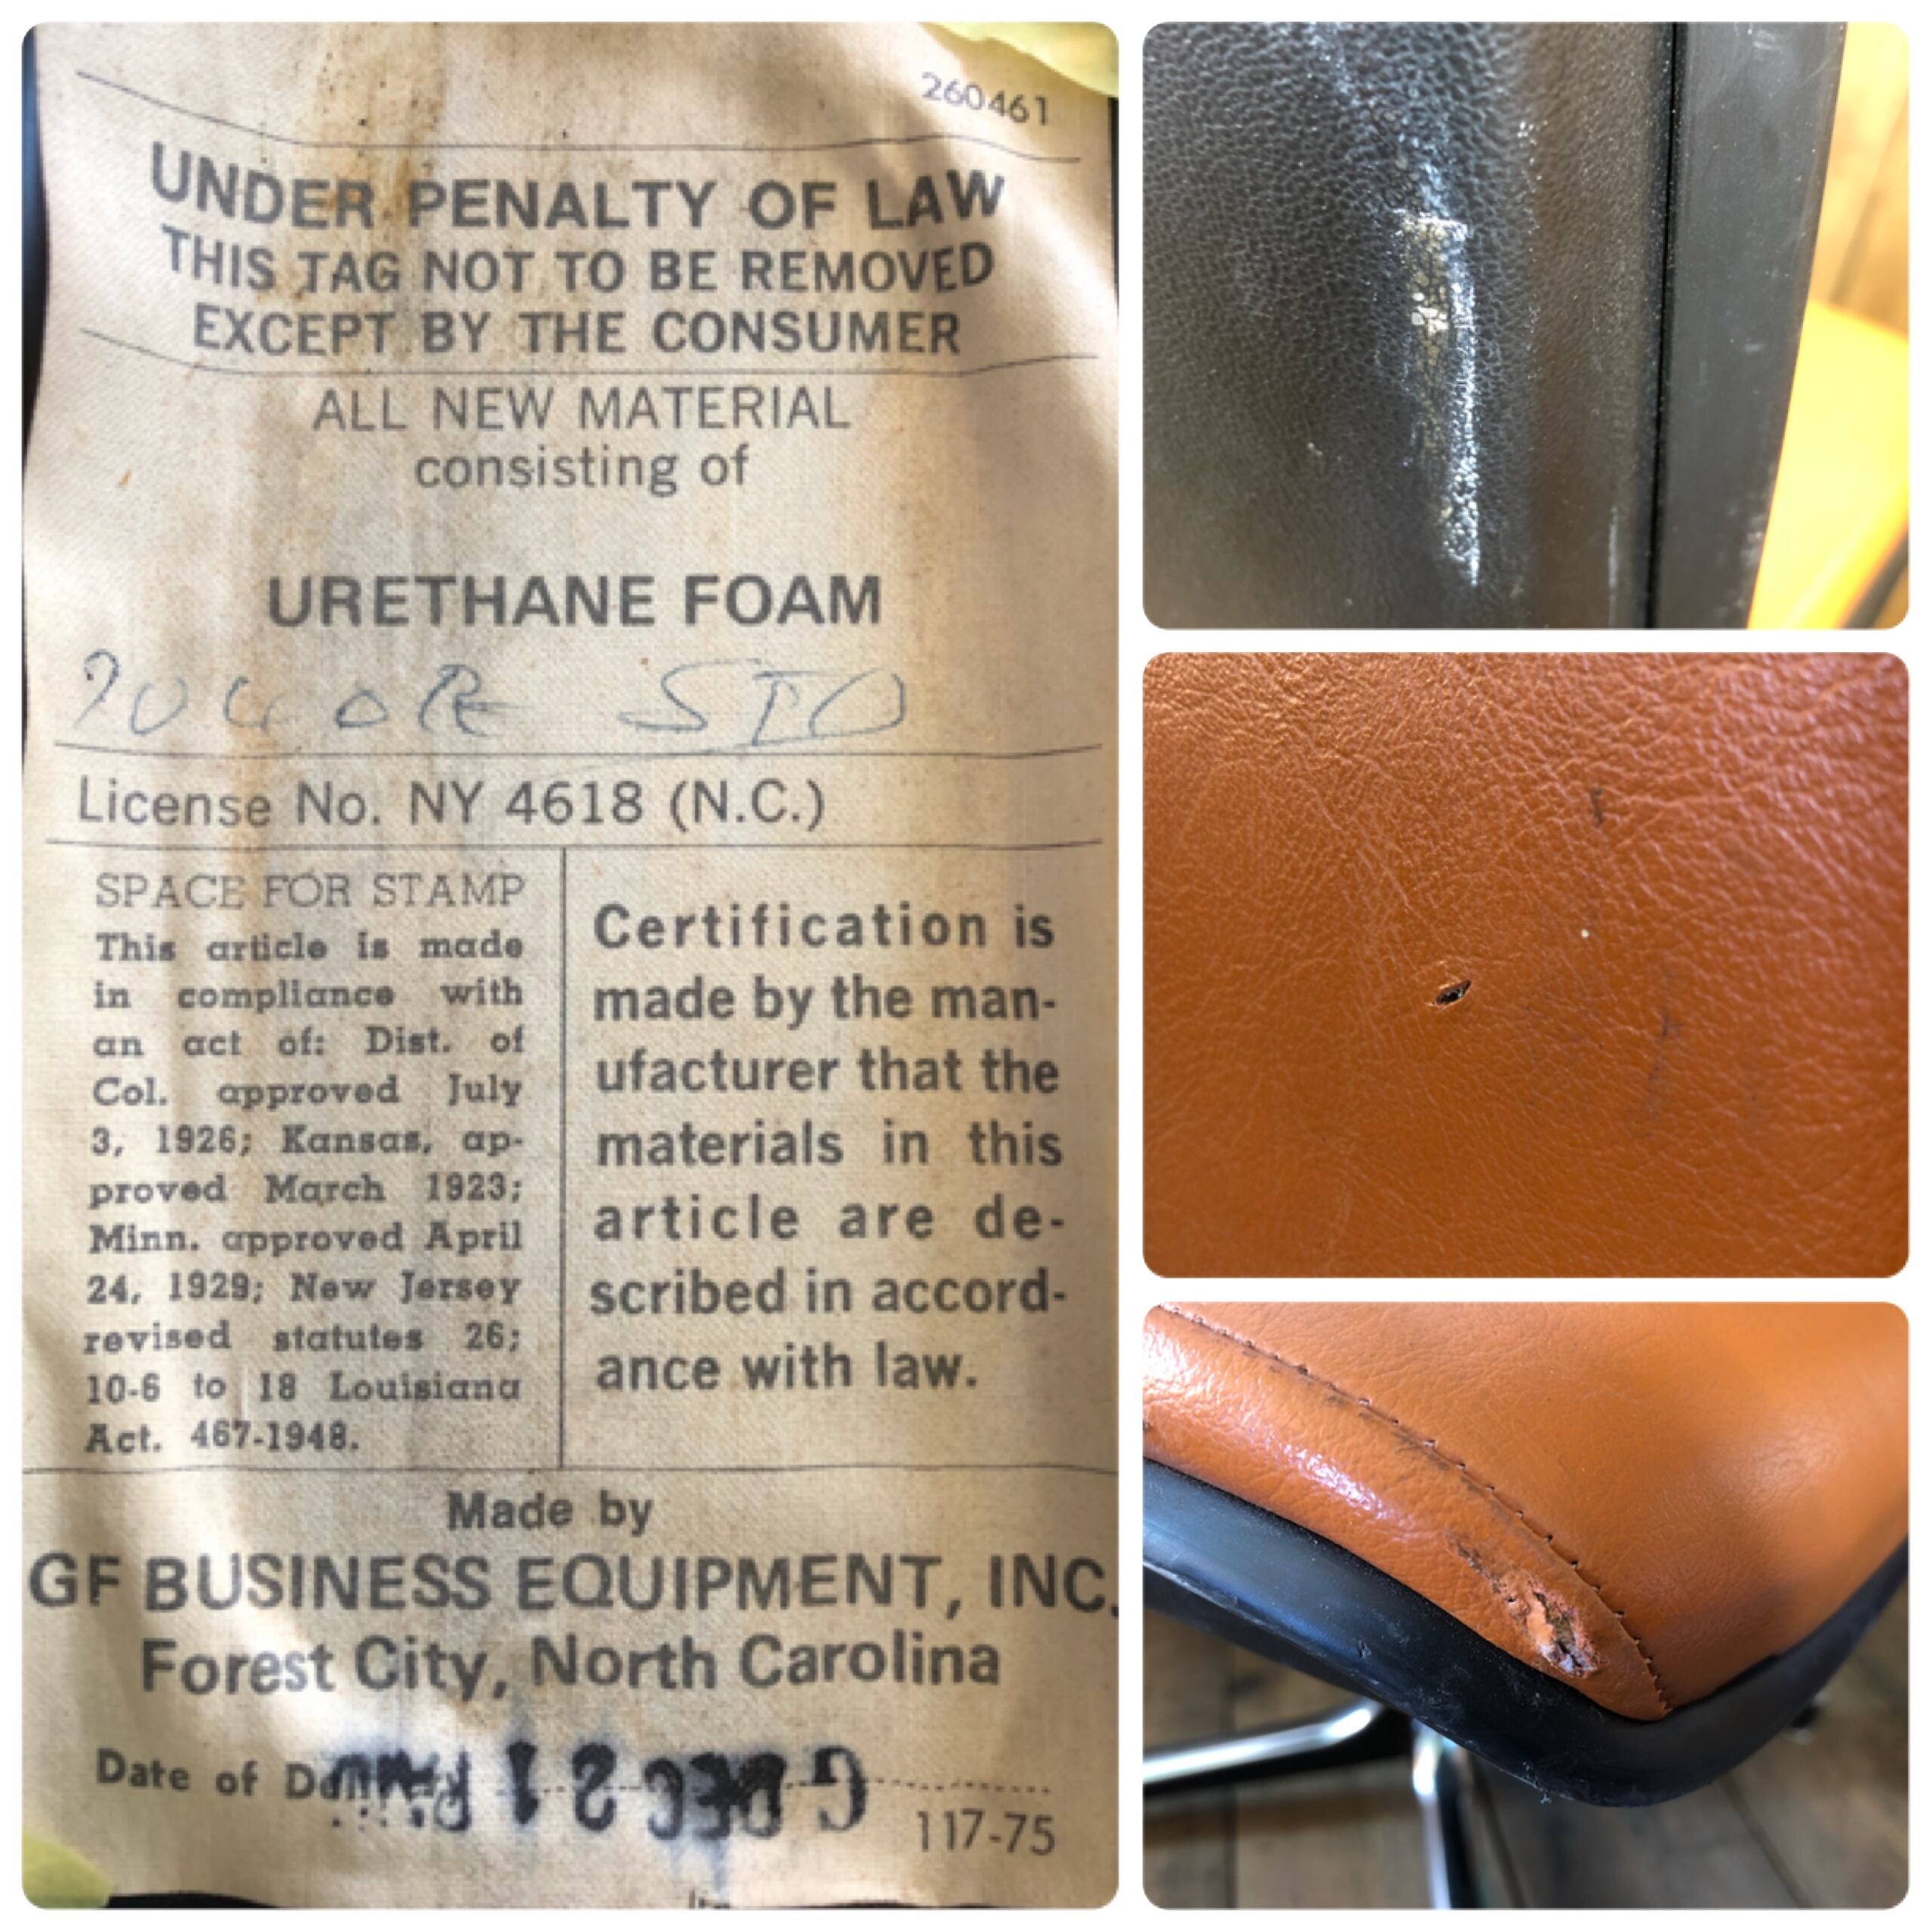 260461
UNDER PENALTY OF LAW
THIS TAG NOT TO BE REMOVED
EXCEPT BY THE CONSUMER
ALL NEW MATERIAL
consisting of
URETHANE FOAM
STD
License No. NY 4618 (N.C.)
SPACE FOR STAMP
This article is made
in compliance with
an act of: Dist. of
Col. approved July
3, 1926; Kansas, ap-
proved March 1923;
Minn. approved April
24, 1929; New Jersey
revised statutes 26;
10-6 to 18 Louisiana
Act. 467-1948.
Certification is
made by the man-
ufacturer that the
materials in this
article are de-
scribed in accord-
ance with law.
Made by
GF BUSINESS EQUIPMENT, INC.
Forest City, North Carolina
Date of Delivery
117-75